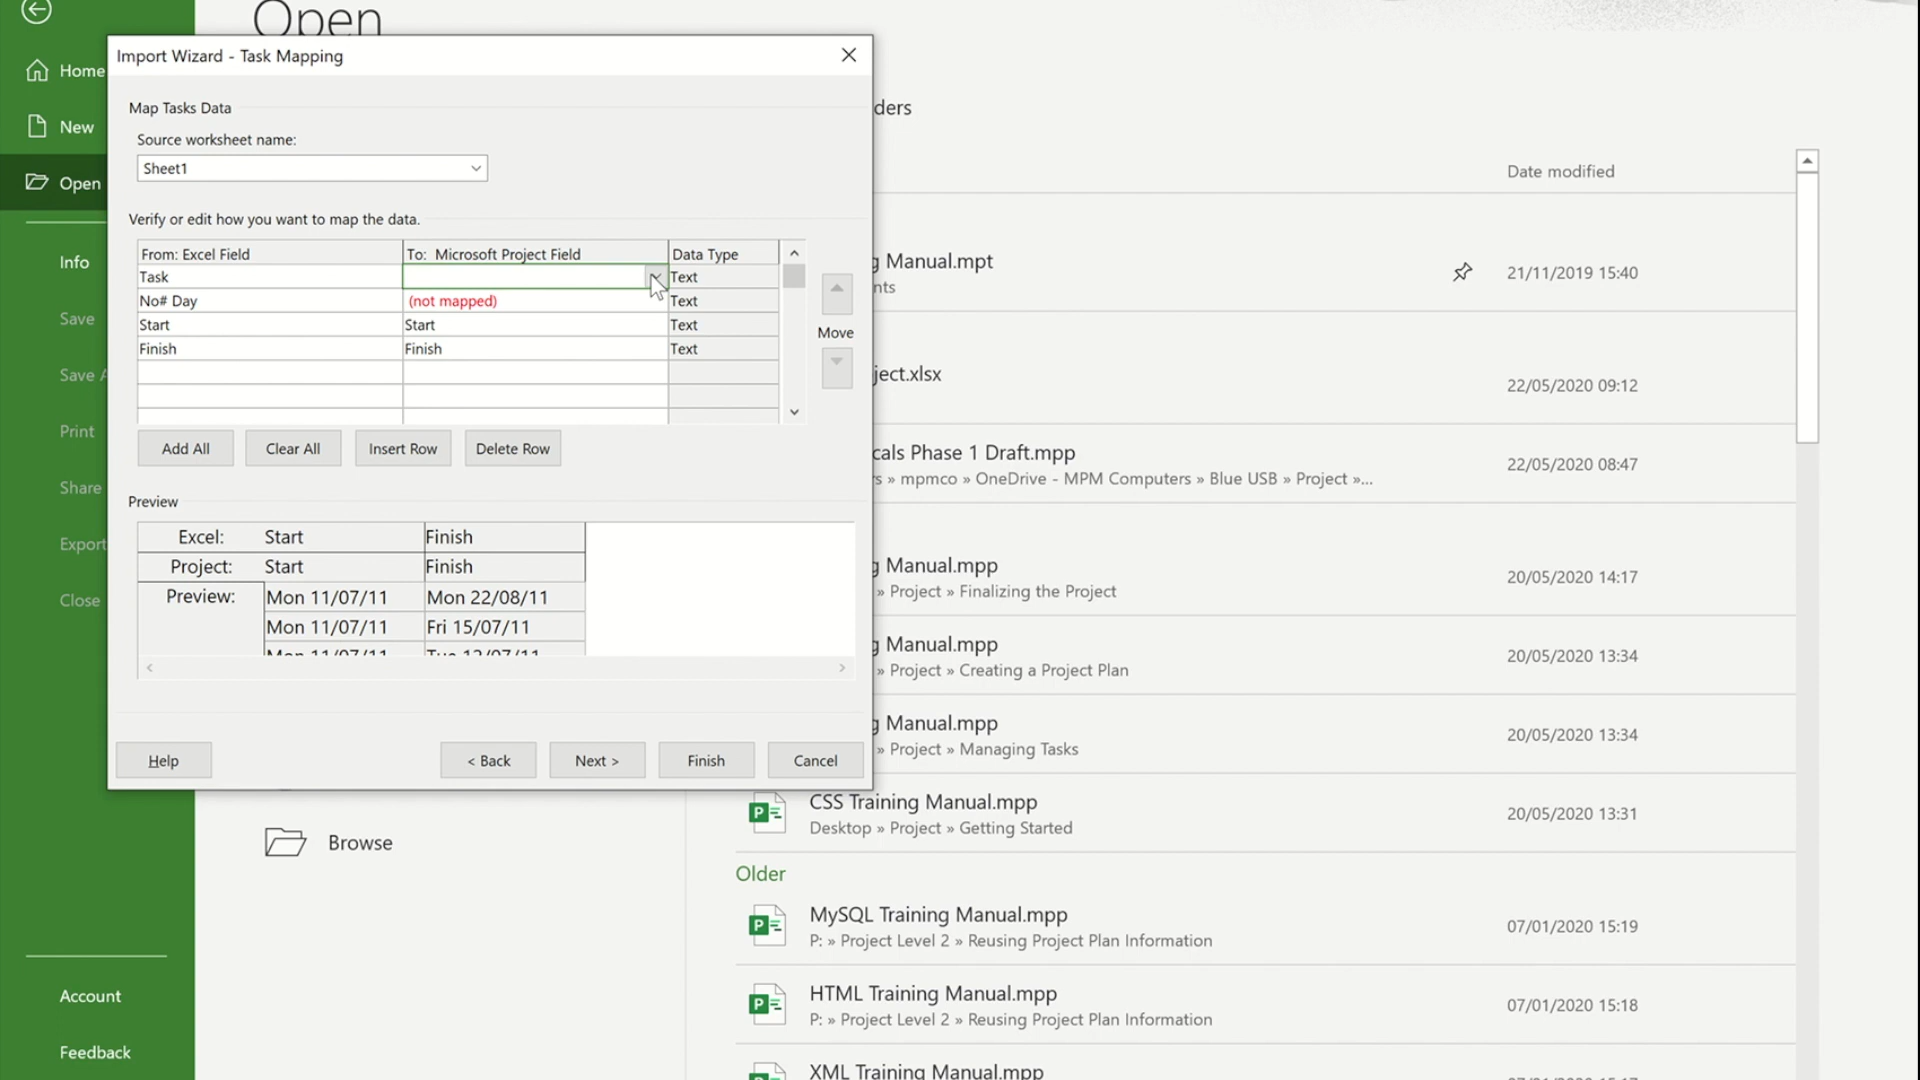 Open
Home
New
Open
Info
Save
Save A
Print
Share
Export
Close
Account
Feedback
Import Wizard - Task Mapping
Map Tasks Data
Source worksheet name:
Sheet1
Verify or edit how you want to map the data.
From: Excel Field To: Microsoft Project Field Data Type
Task Text
No# Day (not mapped) Text
Start Start Text
Finish Finish Text
Move
Add All Clear All Insert Row Delete Row
Preview
Excel: Start Finish
Project: Start Finish
Preview: Mon 11/07/11 Mon 22/08/11
Mon 11/07/11 Fri 15/07/11
Mon 11/07/11 Tue 12/07/11
Help < Back Next > Finish Cancel
Browse
ders
Date modified
g Manual.mpt
nts
21/11/2019 15:40
ject.xlsx
22/05/2020 09:12
cals Phase 1 Draft.mpp
rs » mpmco » OneDrive - MPM Computers » Blue USB » Project »...
22/05/2020 08:47
g Manual.mpp
» Project » Finalizing the Project
20/05/2020 14:17
g Manual.mpp
» Project » Creating a Project Plan
20/05/2020 13:34
g Manual.mpp
» Project » Managing Tasks
20/05/2020 13:34
CSS Training Manual.mpp
Desktop » Project » Getting Started
20/05/2020 13:31
Older
MySQL Training Manual.mpp
P: » Project Level 2 » Reusing Project Plan Information
07/01/2020 15:19
HTML Training Manual.mpp
P: » Project Level 2 » Reusing Project Plan Information
07/01/2020 15:18
XML Training Manual.mpp